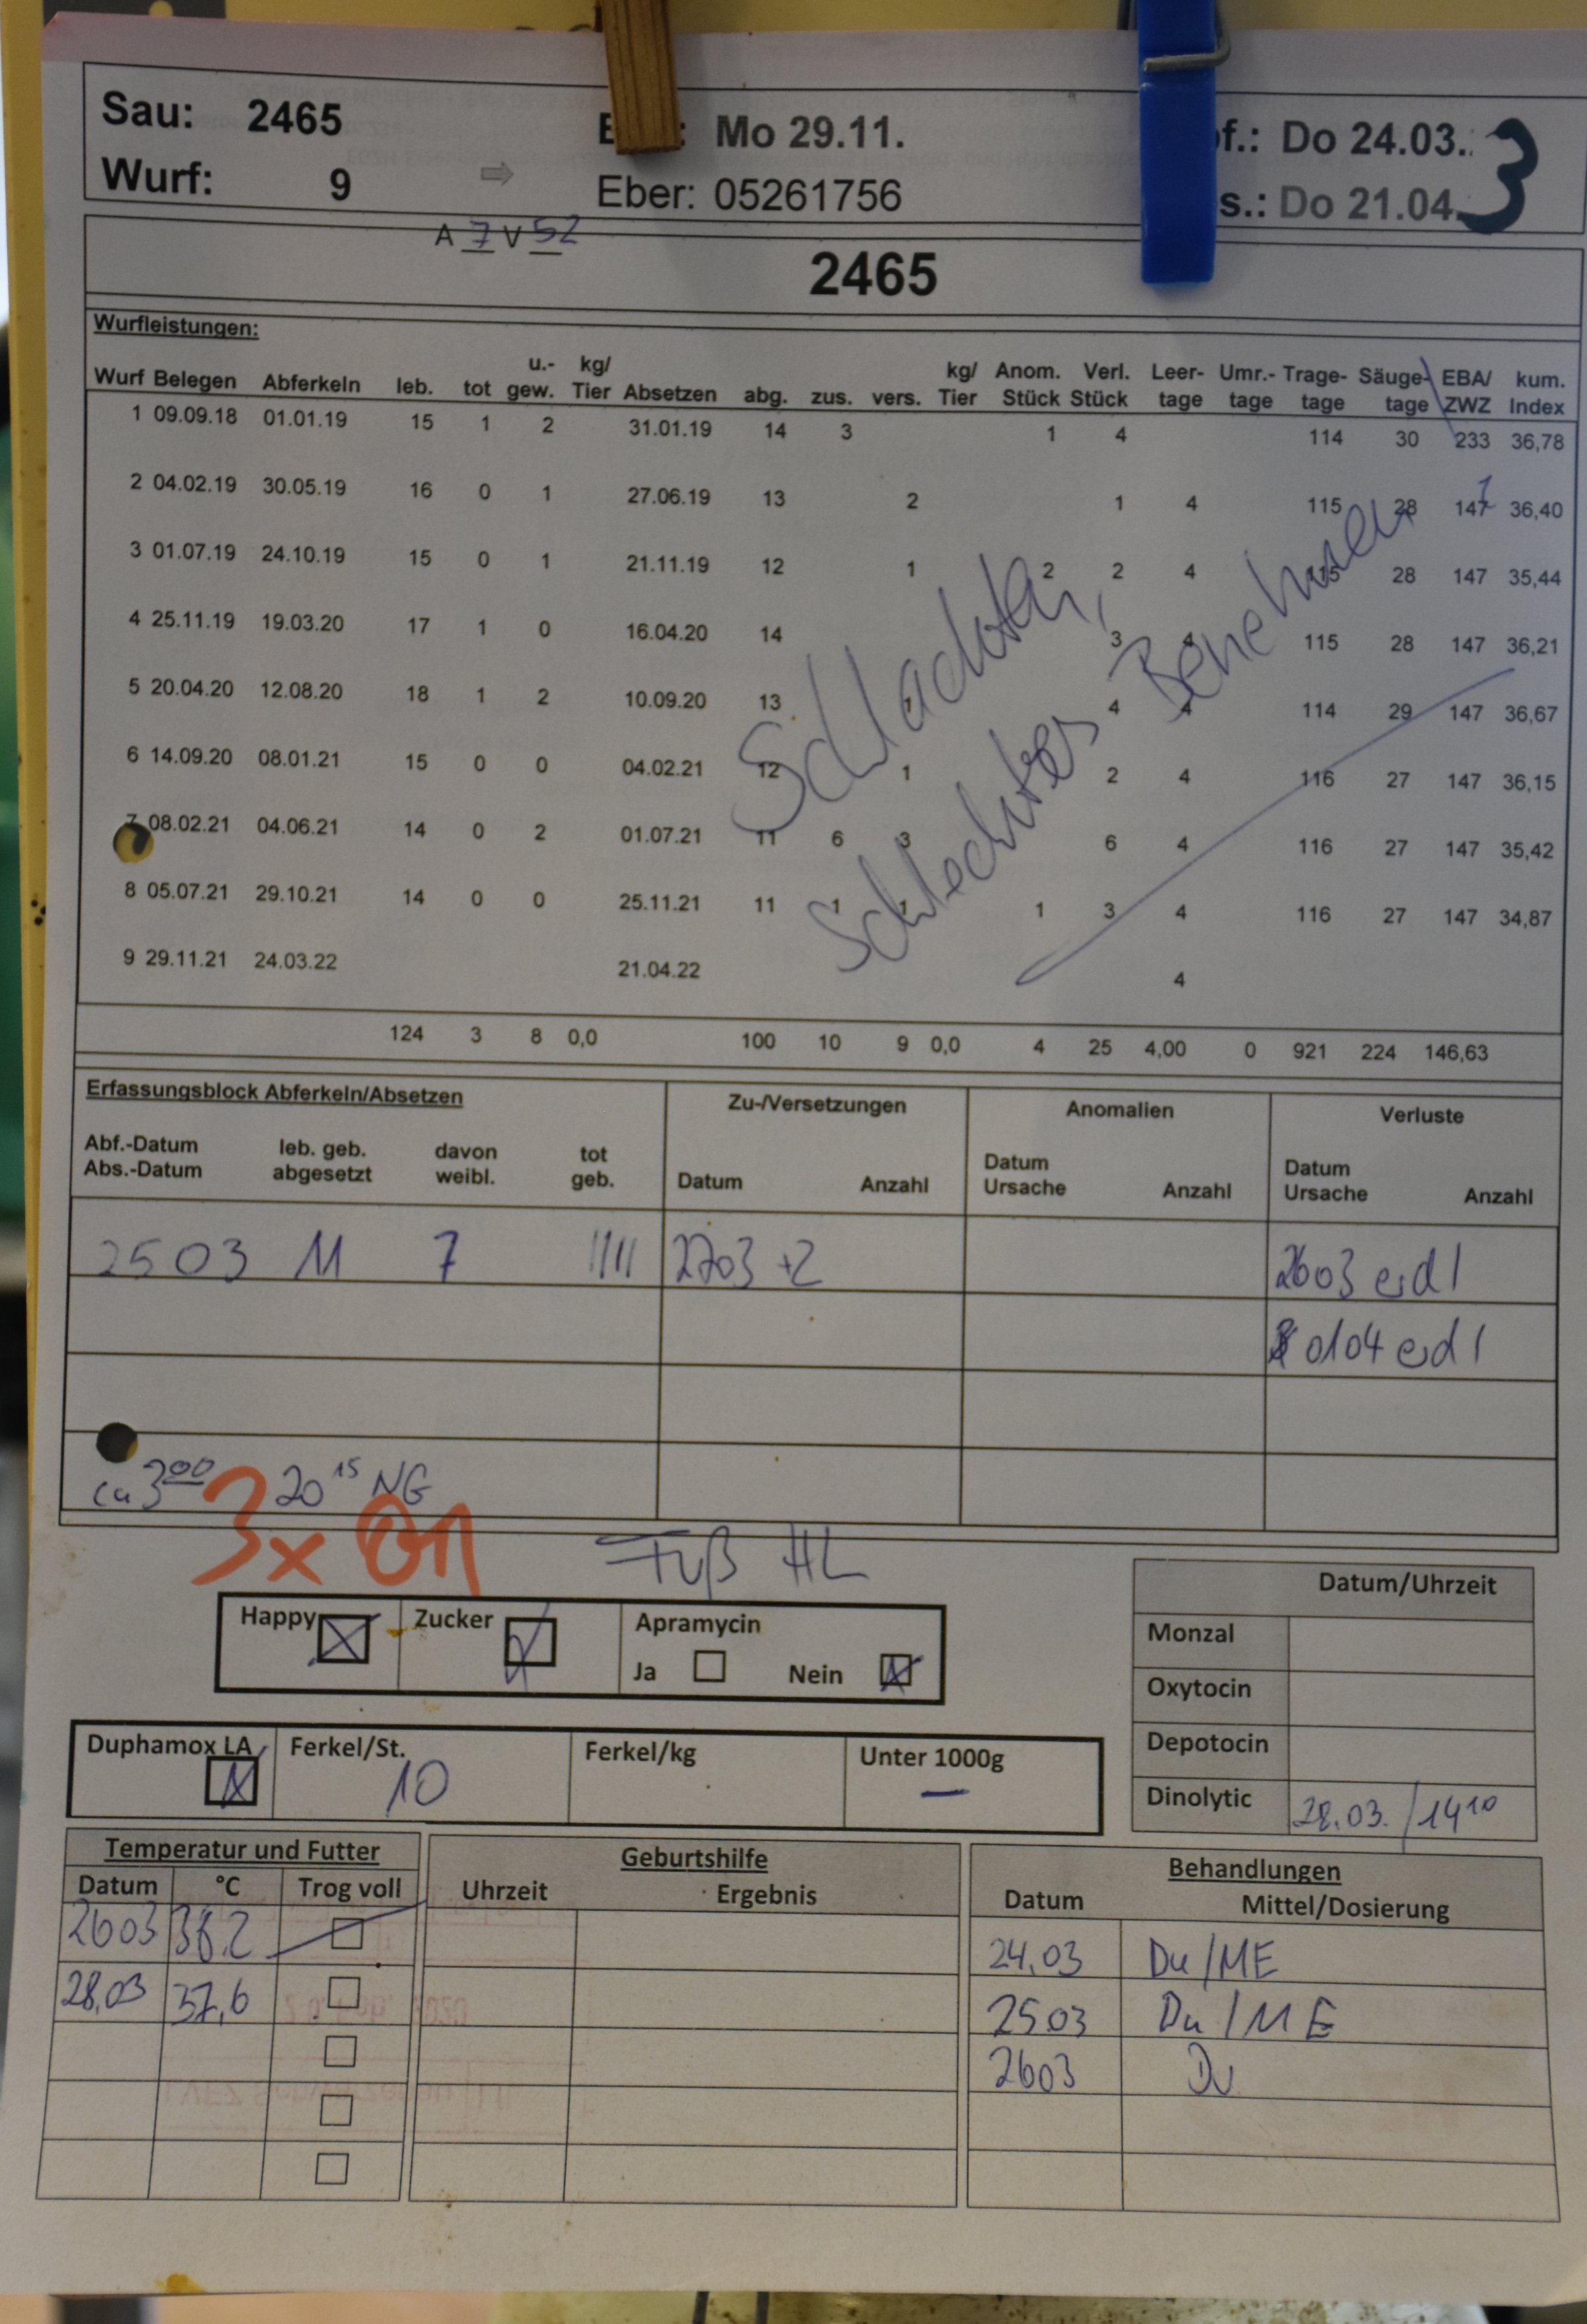 Sau: 2465 Mo 29.11. Do 24.03. 3
Wurf: 9 ⇒ Eber: 05261756 s.: Do 21.04.
A 7 V 52
2465
Wurfleistungen:
u.- kg/ kg/ Anom. Verl. Leer- Umr.- Trage- Säuge- EBA/ kum.
Wurf Belegen Abferkeln leb. tot gew. Tier Absetzen abg. zus. vers. Tier Stück Stück tage tage tage tage ZWZ Index
1 09.09.18 01.01.19 15 1 2 31.01.19 14 3 1 4 114 30 233 36,78
2 04.02.19 30.05.19 16 0 1 27.06.19 13 2 1 4 115 28 147 36,40
3 01.07.19 24.10.19 15 0 1 21.11.19 12 1 2 2 4 115 28 147 35,44
4 25.11.19 19.03.20 17 1 0 16.04.20 14 3 4 115 28 147 36,21
5 20.04.20 12.08.20 18 1 2 10.09.20 13 1 4 4 114 29 147 36,67
6 14.09.20 08.01.21 15 0 0 04.02.21 12 1 2 4 116 27 147 36,15
7 08.02.21 04.06.21 14 0 2 01.07.21 11 6 3 6 4 116 27 147 35,42
8 05.07.21 29.10.21 14 0 0 25.11.21 11 1 1 1 3 4 116 27 147 34,87
9 29.11.21 24.03.22 21.04.22 4
Schlachten,
Schlechtes Benehmen
124 3 8 0,0 100 10 9 0,0 4 25 4,00 0 921 224 146,63
Erfassungsblock Abferkeln/Absetzen Zu-/Versetzungen Anomalien Verluste
Abf.-Datum leb. geb. davon tot Datum Datum
Abs.-Datum abgesetzt weibl. geb. Datum Anzahl Ursache Anzahl Ursache Anzahl
2503 11 7 |||| 2703 +2 2603 erd 1
0104 erd 1
ca 3 00 20 15 NG
3x Fuß HL
Happy Zucker Apramycin
Ja Nein
Datum/Uhrzeit
Monzal
Oxytocin
Depotocin
Dinolytic 28.03. / 14 10
Duphamox LA Ferkel/St. Ferkel/kg Unter 1000g
10 –
Temperatur und Futter Geburtshilfe Behandlungen
Datum °C Trog voll Uhrzeit Ergebnis Datum Mittel/Dosierung
2603 38.2 24.03 Du/ME
28.03 37,6 25.03 Du/ME
2603 Du